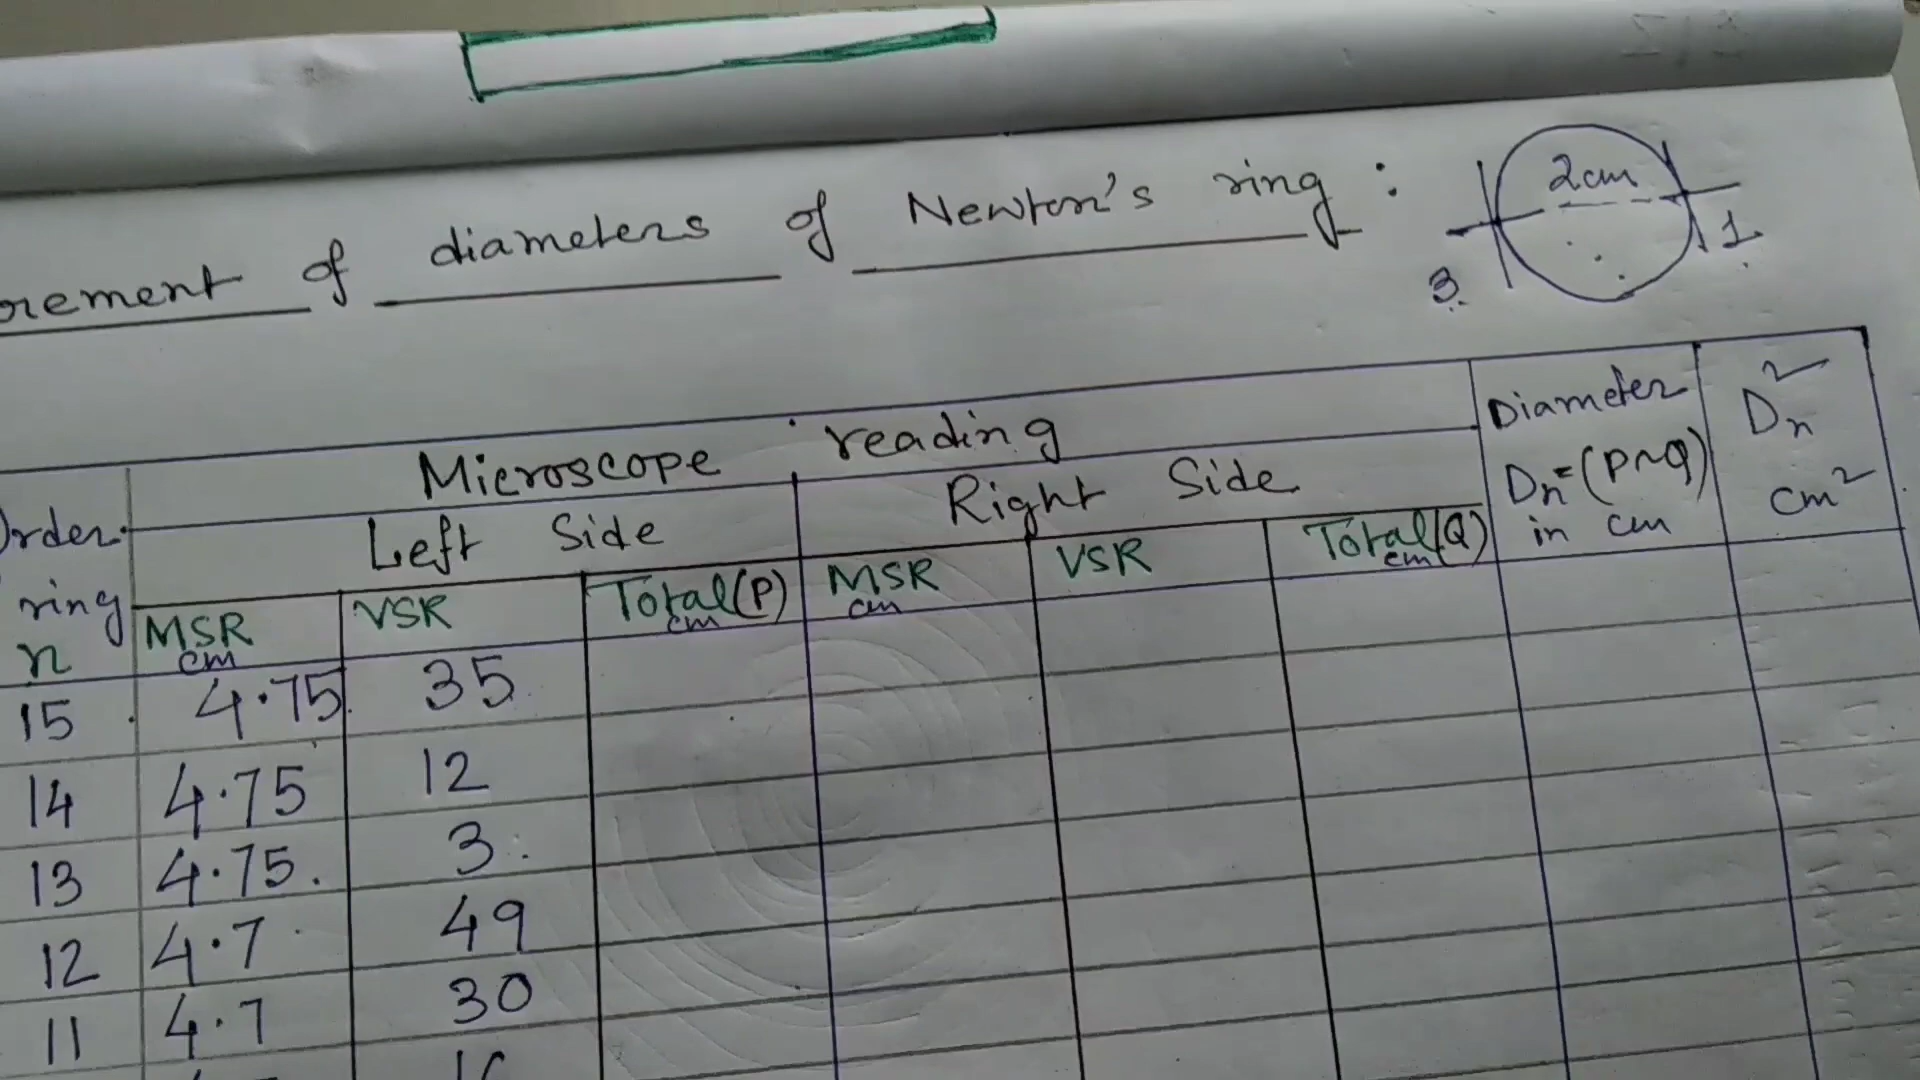 of diameters of Newton's ring :
2cm
3.
1.
Microscope reading
Diameter
Dn=(P~Q)
in cm
Dn²
cm²
Order
ring
n
Left Side
Right Side
MSR
cm
VSR
Total(P)
cm
MSR
cm
VSR
Total(Q)
cm
15 4.75 35
14 4.75 12
13 4.75. 3.
12 4.7 49
11 4.7 30